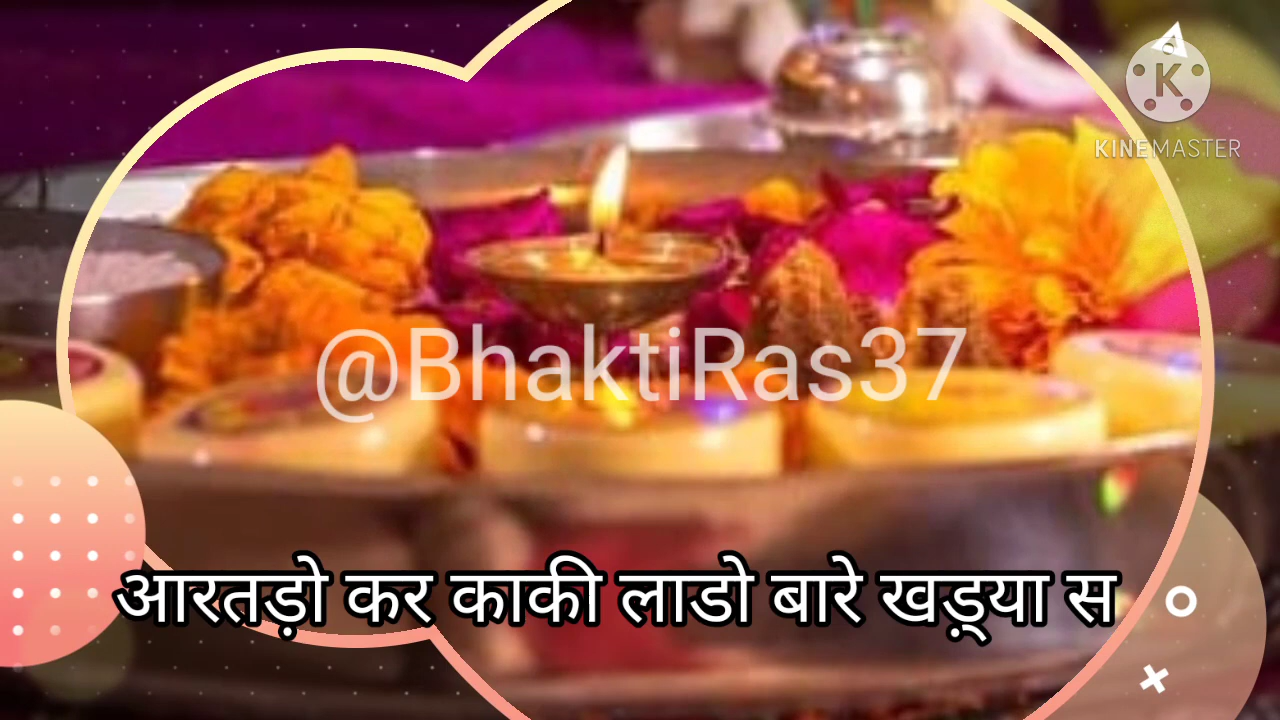 KINEMASTER
@BhaktiRas37
आरतड़ो कर काकी लाडो बारे खड़्या स